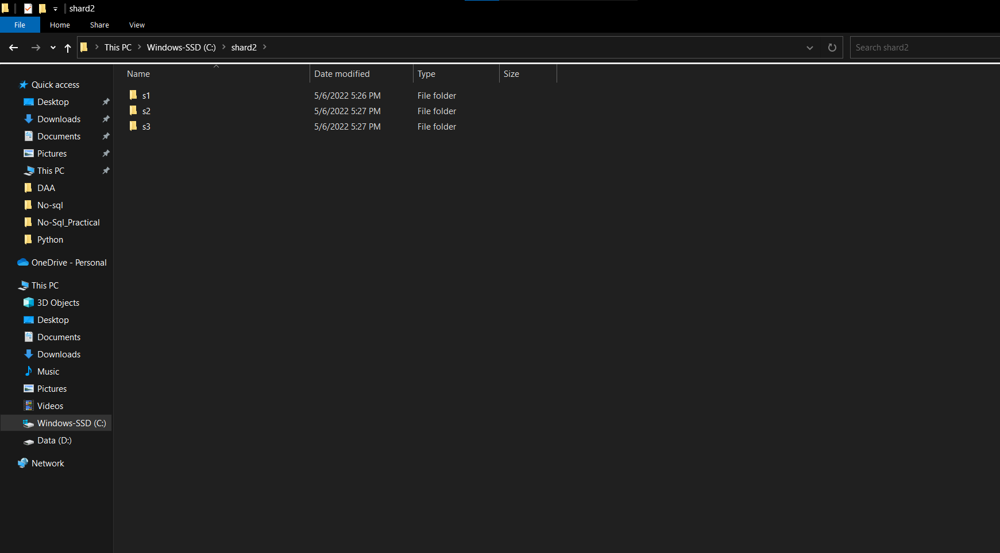 shard2
File Home Share View
This PC Windows-SSD (C:) shard2
Search shard2
Name Date modified Type Size
s1 5/6/2022 5:26 PM File folder
s2 5/6/2022 5:27 PM File folder
s3 5/6/2022 5:27 PM File folder
Quick access
Desktop
Downloads
Documents
Pictures
This PC
DAA
No-sql
No-Sql_Practical
Python
OneDrive - Personal
This PC
3D Objects
Desktop
Documents
Downloads
Music
Pictures
Videos
Windows-SSD (C:)
Data (D:)
Network